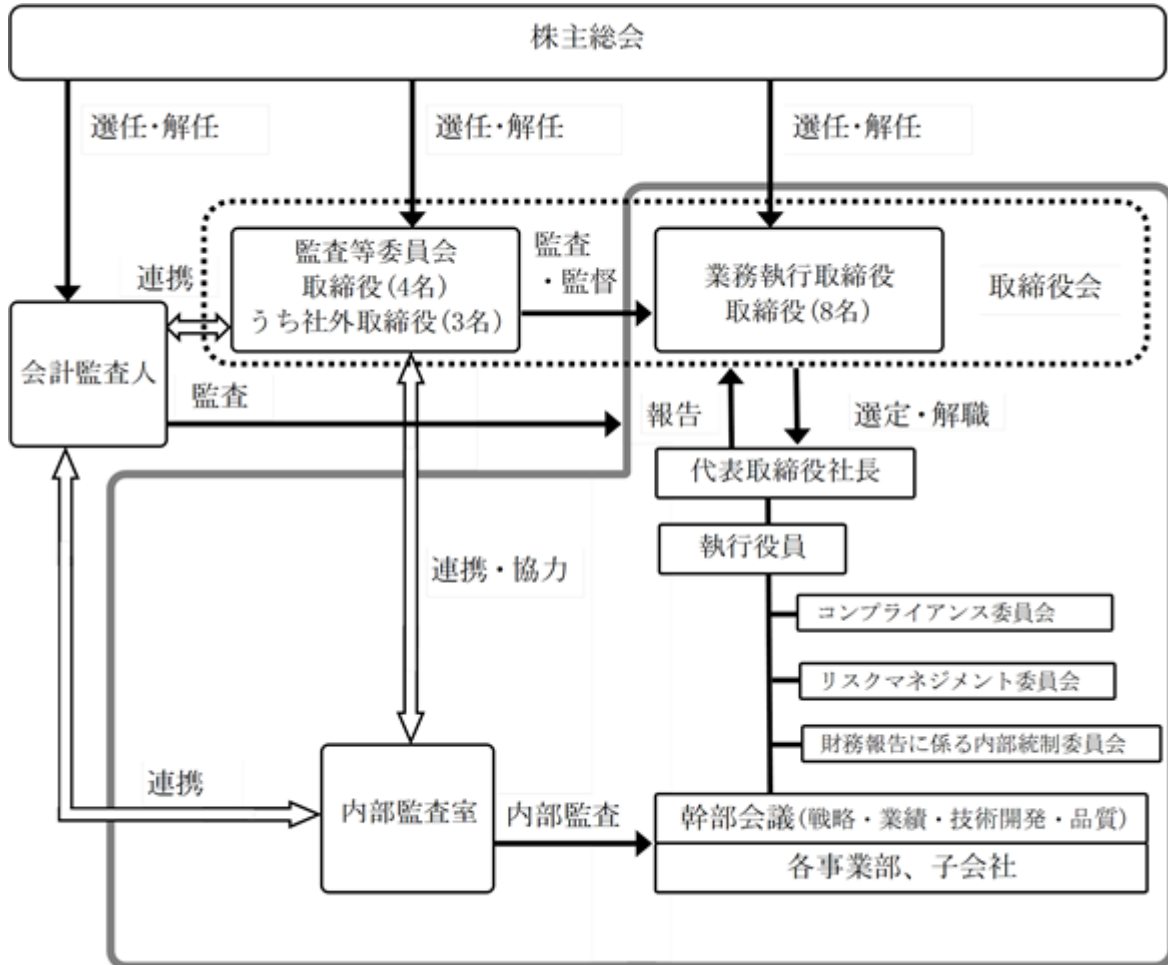 株主総会
選任・解任
選任・解任
選任・解任
監査等委員会
取締役(4名)
うち社外取締役(3名)
監査
・監督
業務執行取締役
取締役(8名)
取締役会
連携
会計監査人
監査
報告
選定・解職
代表取締役社長
執行役員
連携・協力
コンプライアンス委員会
リスクマネジメント委員会
財務報告に係る内部統制委員会
連携
内部監査室
内部監査
幹部会議(戦略・業績・技術開発・品質)
各事業部、子会社